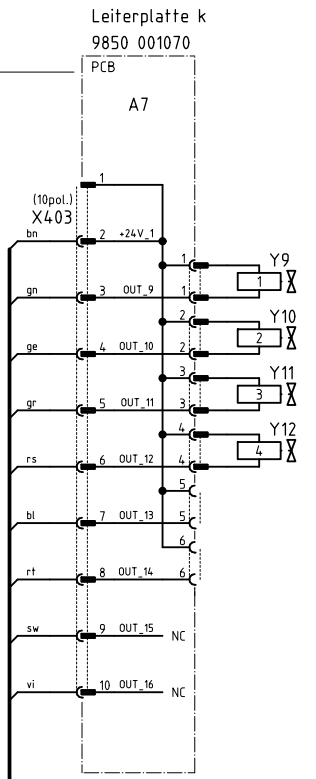 Leiterplatte k
9850 001070
PCB
A7
1
(10pol.)
X403
bn 2 +24V_1
1 Y9
1
gn 3 OUT_9 1
2 Y10
2
ge 4 OUT_10 2
3 Y11
3
gr 5 OUT_11 3
4 Y12
4
rs 6 OUT_12 4
5
bl 7 OUT_13 5
6
rt 8 OUT_14 6
sw 9 OUT_15 NC
vi 10 OUT_16 NC